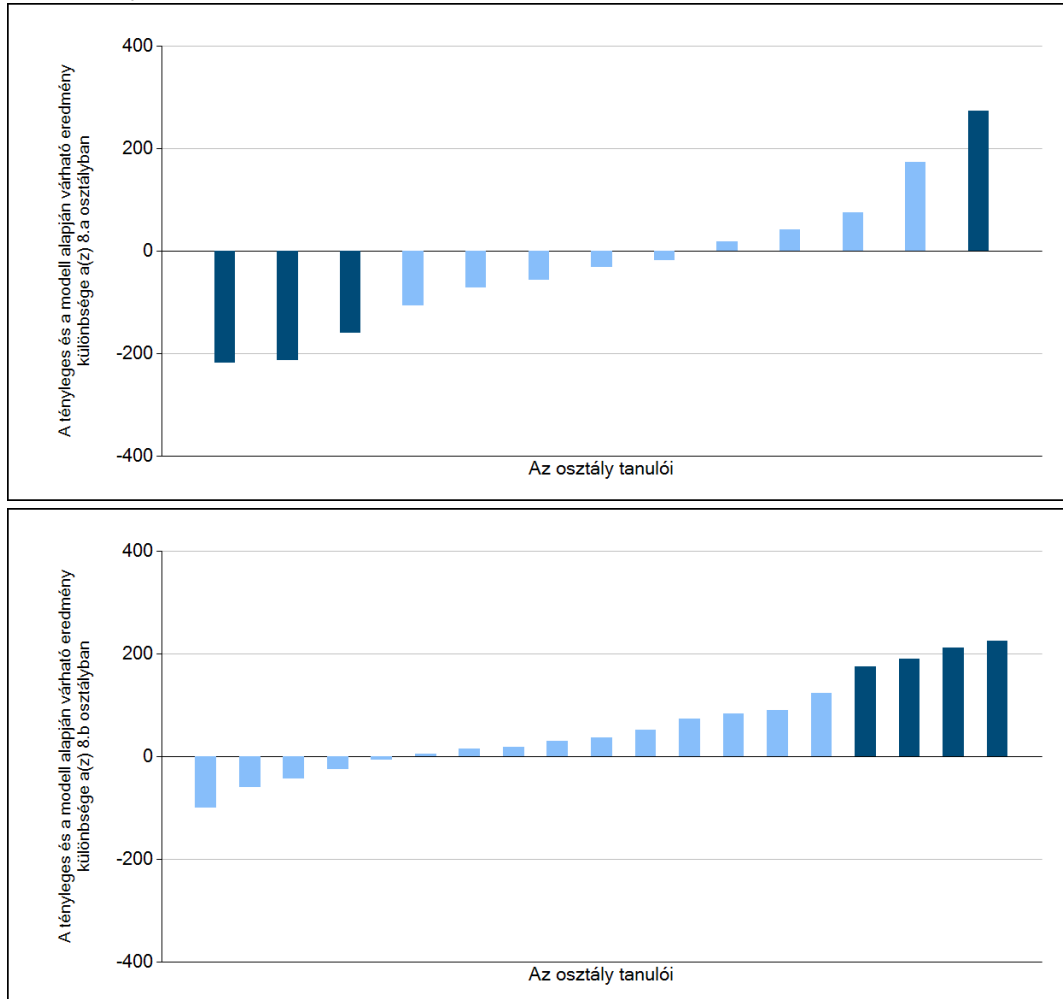 A tényleges és a modell alapján várható eredmény
különbsége a(z) 8.a osztályban
400
200
0
-200
-400
Az osztály tanulói
A tényleges és a modell alapján várható eredmény
különbsége a(z) 8.b osztályban
400
200
0
-200
-400
Az osztály tanulói